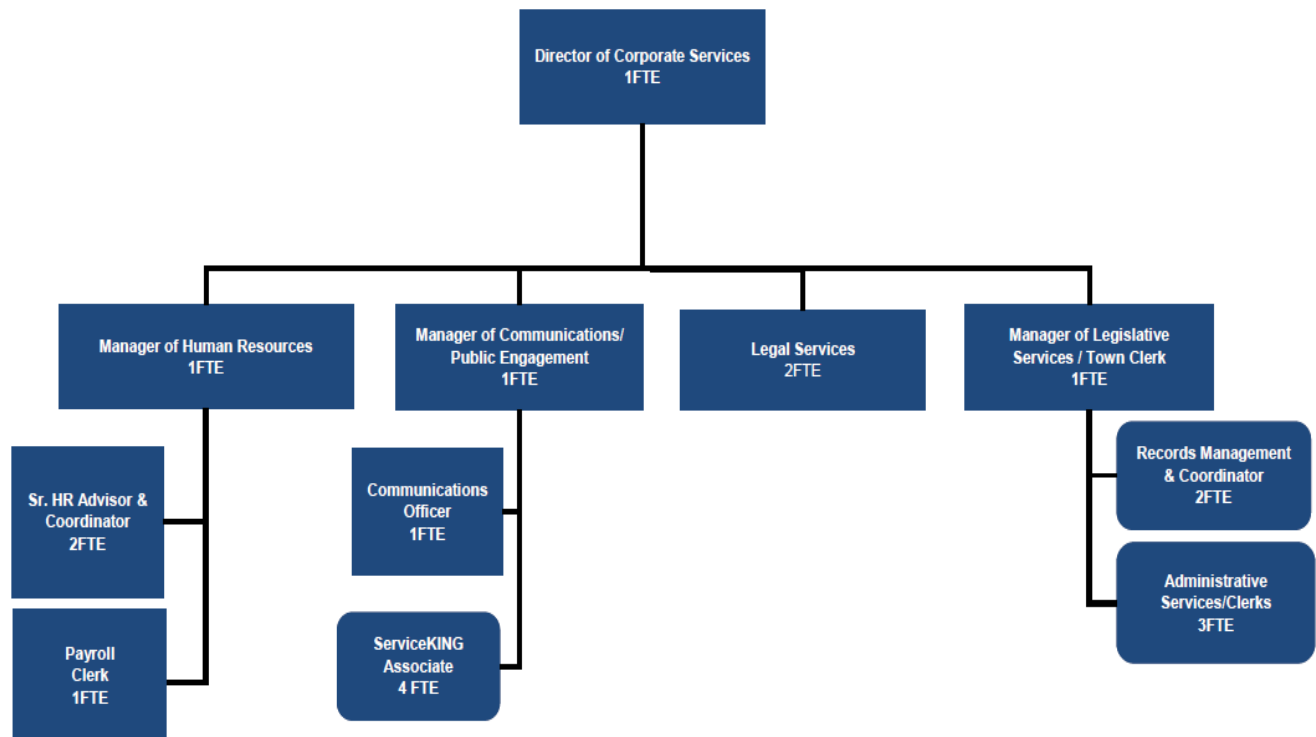 Director of Corporate Services
1FTE
Manager of Human Resources
1FTE
Manager of Communications/
Public Engagement
1FTE
Legal Services
2FTE
Manager of Legislative
Services / Town Clerk
1FTE
Sr. HR Advisor &
Coordinator
2FTE
Payroll
Clerk
1FTE
Communications
Officer
1FTE
ServiceKING
Associate
4 FTE
Records Management
& Coordinator
2FTE
Administrative
Services/Clerks
3FTE